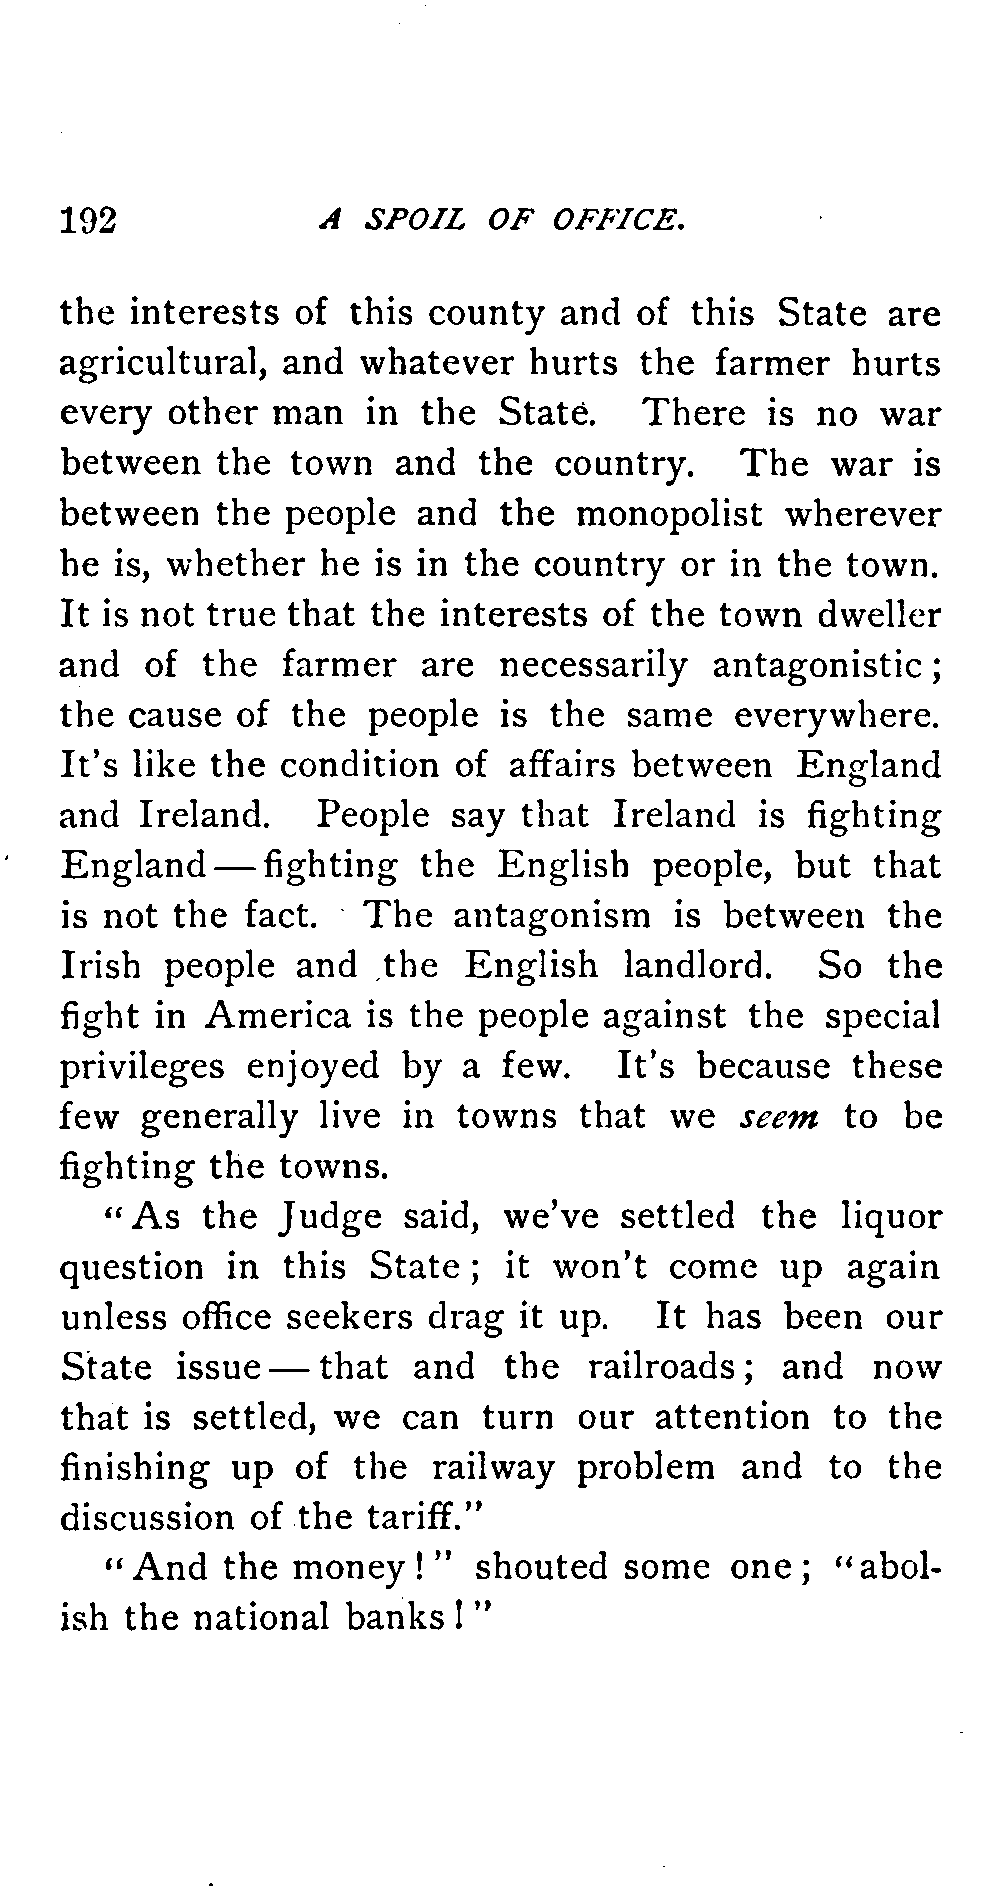 192 A SPOIL OF OFFICE.
the interests of this county and of this State are
agricultural, and whatever hurts the farmer hurts
every other man in the State. There is no war
between the town and the country. The war is
between the people and the monopolist wherever
he is, whether he is in the country or in the town.
It is not true that the interests of the town dweller
and of the farmer are necessarily antagonistic;
the cause of the people is the same everywhere.
It's like the condition of affairs between England
and Ireland. People say that Ireland is fighting
England — fighting the English people, but that
is not the fact. The antagonism is between the
Irish people and the English landlord. So the
fight in America is the people against the special
privileges enjoyed by a few. It's because these
few generally live in towns that we seem to be
fighting the towns.
"As the Judge said, we've settled the liquor
question in this State; it won't come up again
unless office seekers drag it up. It has been our
State issue — that and the railroads; and now
that is settled, we can turn our attention to the
finishing up of the railway problem and to the
discussion of the tariff."
"And the money!" shouted some one; "abol-
ish the national banks!"